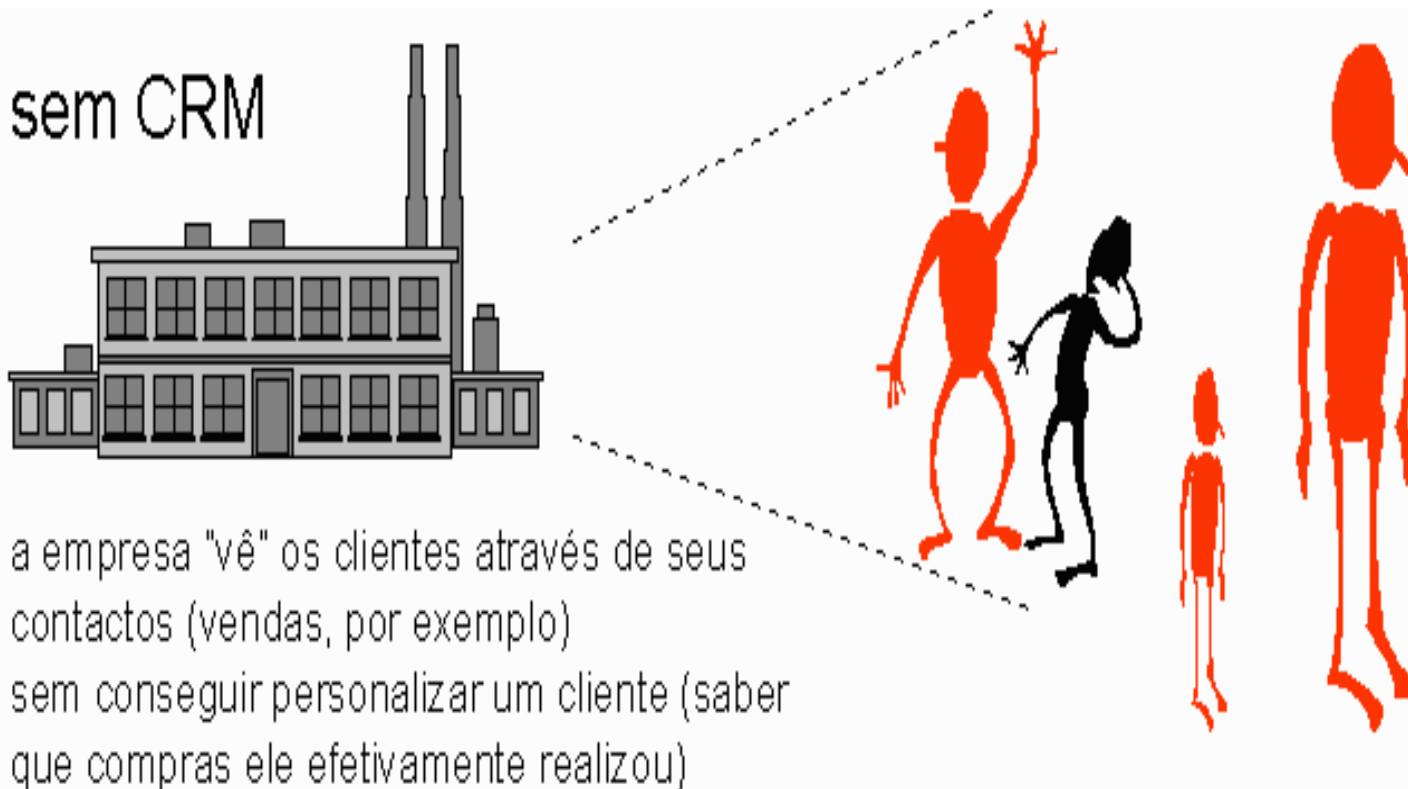 sem CRM
a empresa "vê" os clientes através de seus
contactos (vendas, por exemplo)
sem conseguir personalizar um cliente (saber
que compras ele efetivamente realizou)